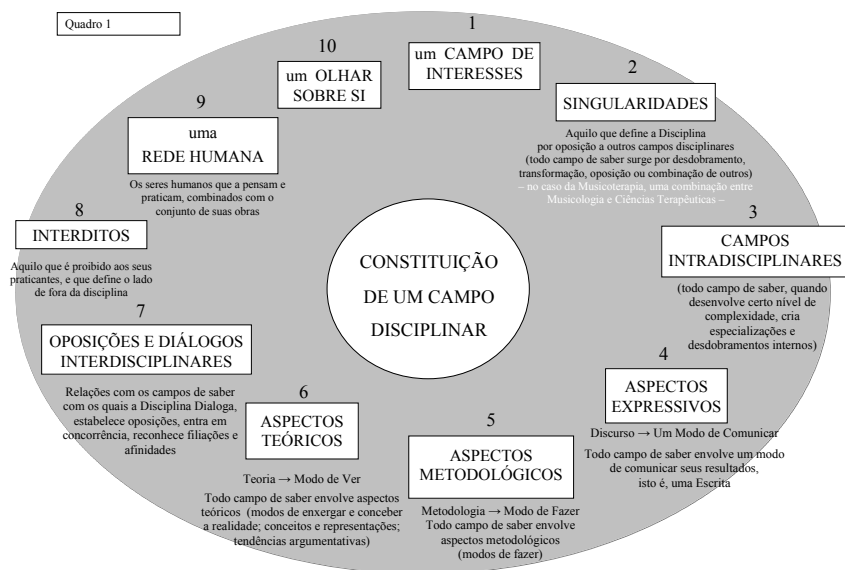 Quadro 1
1
um CAMPO DE
INTERESSES
2
SINGULARIDADES
Aquilo que define a Disciplina
por oposição a outros campos disciplinares
(todo campo de saber surge por desdobramento,
transformação, oposição ou combinação de outros)
– no caso da Musicoterapia, uma combinação entre
Musicologia e Ciências Terapêuticas –
3
CAMPOS
INTRADISCIPLINARES
(todo campo de saber, quando
desenvolve certo nível de
complexidade, cria
especializações e
desdobramentos internos)
4
ASPECTOS
EXPRESSIVOS
Discurso → Um Modo de Comunicar
Todo campo de saber envolve um modo
de comunicar seus resultados,
isto é, uma Escrita
5
ASPECTOS
METODOLÓGICOS
Metodologia → Modo de Fazer
Todo campo de saber envolve
aspectos metodológicos
(modos de fazer)
6
ASPECTOS
TEÓRICOS
Teoria → Modo de Ver
Todo campo de saber envolve aspectos
teóricos (modos de enxergar e conceber
a realidade; conceitos e representações;
tendências argumentativas)
7
OPOSIÇÕES E DIÁLOGOS
INTERDISCIPLINARES
Relações com os campos de saber
com os quais a Disciplina Dialoga,
estabelece oposições, entra em
concorrência, reconhece filiações e
afinidades
8
INTERDITOS
Aquilo que é proibido aos seus
praticantes, e que define o lado
de fora da disciplina
9
uma
REDE HUMANA
Os seres humanos que a pensam e
praticam, combinados com o
conjunto de suas obras
10
um OLHAR
SOBRE SI
CONSTITUIÇÃO
DE UM CAMPO
DISCIPLINAR